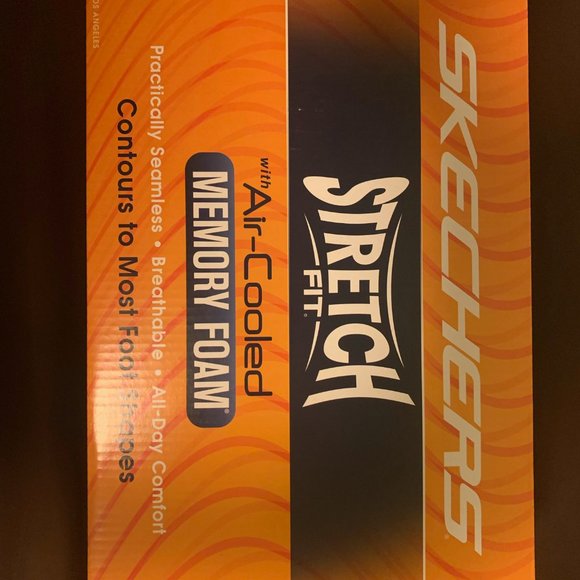 SKECHERS
STRETCH
FIT®
with Air-Cooled
MEMORY FOAM®
Practically Seamless • Breathable • All-Day Comfort
Contours to Most Foot Shapes
ANGELES